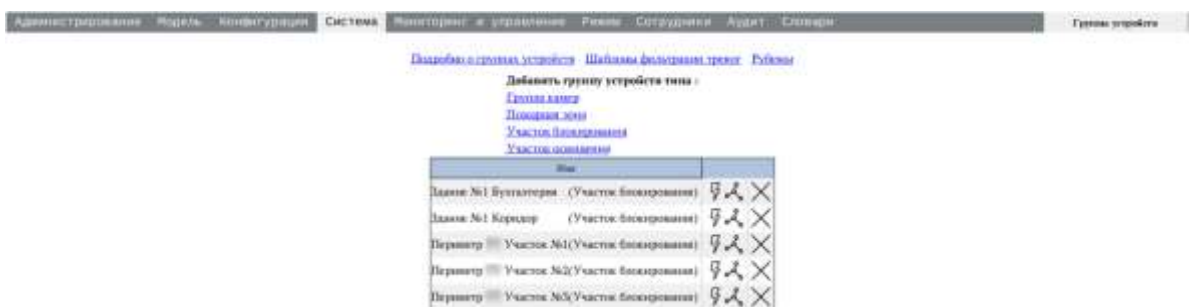 Администрирование Модель Конфигурация Система Мониторинг и управление Режим Сотрудники Аудит Словари Группы устройств
Подробно о группах устройств Шаблоны фильтрации тревог Рубежи
Добавить группу устройств типа :
Группа камер
Пожарная зона
Участок блокирования
Участок освещения
Имя
Здание №1 Бухгалтерия (Участок блокирования)
Здание №1 Коридор (Участок блокирования)
Периметр Участок №1(Участок блокирования)
Периметр Участок №2(Участок блокирования)
Периметр Участок №3(Участок блокирования)